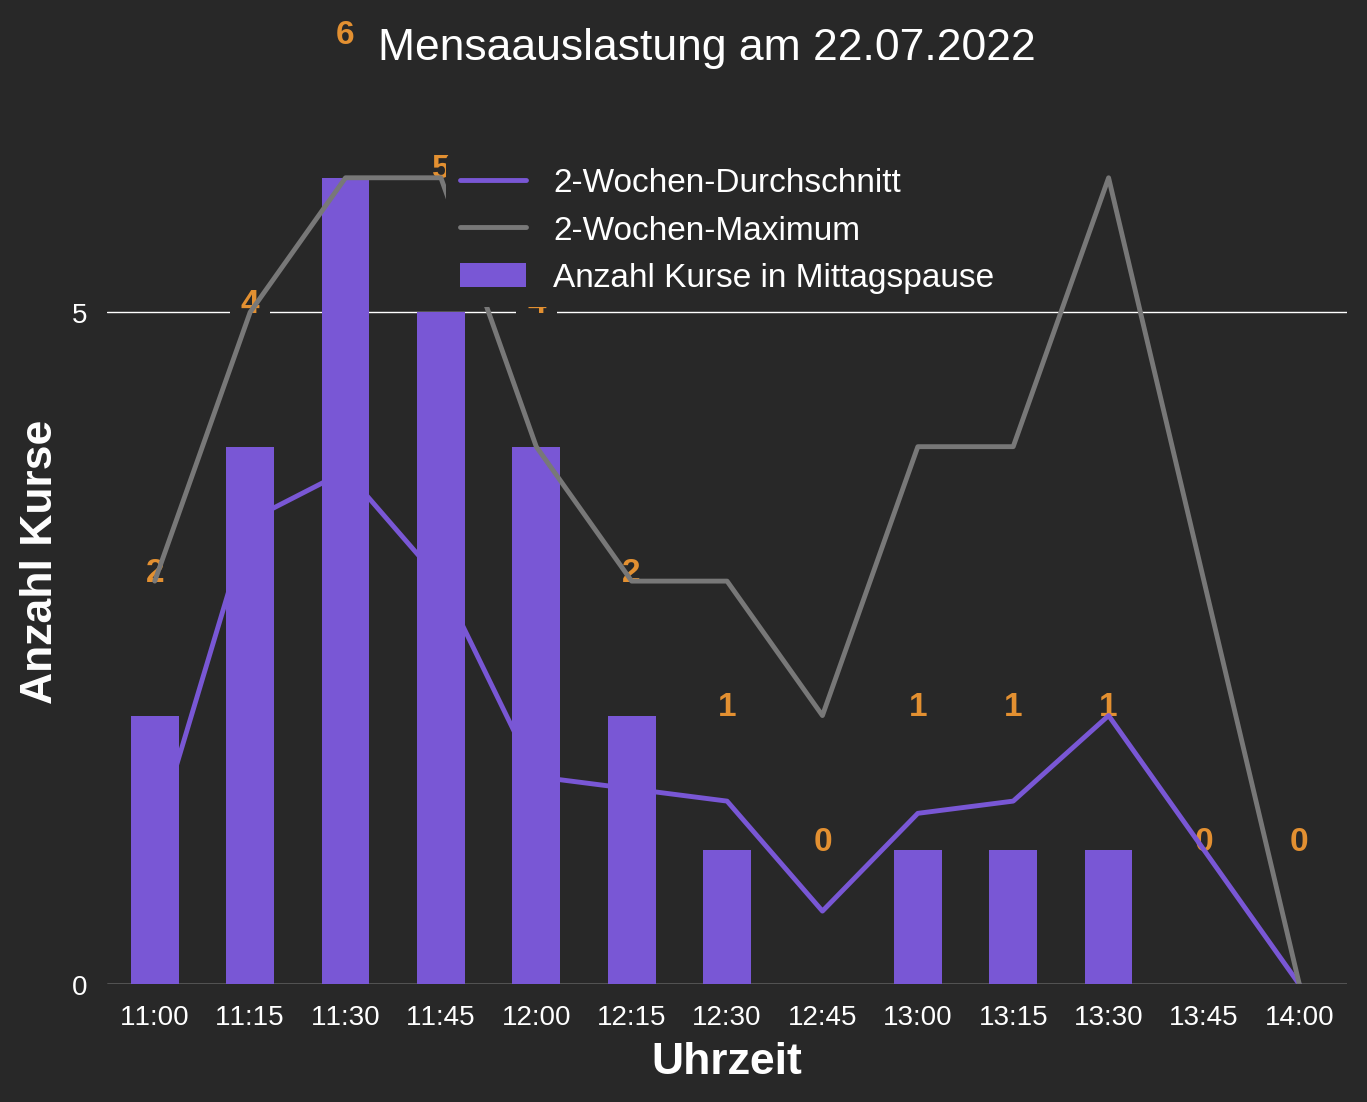 6 Mensaauslastung am 22.07.2022
5
2-Wochen-Durchschnitt
2-Wochen-Maximum
Anzahl Kurse in Mittagspause
4
4
5
Anzahl Kurse
2
2
1
1
1
1
0
0
0
0
11:00 11:15 11:30 11:45 12:00 12:15 12:30 12:45 13:00 13:15 13:30 13:45 14:00
Uhrzeit